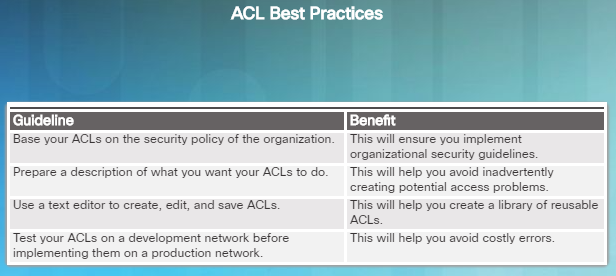 ACL Best Practices
Guideline Benefit
Base your ACLs on the security policy of the organization. This will ensure you implement
organizational security guidelines.
Prepare a description of what you want your ACLs to do. This will help you avoid inadvertently
creating potential access problems.
Use a text editor to create, edit, and save ACLs. This will help you create a library of reusable
ACLs.
Test your ACLs on a development network before This will help you avoid costly errors.
implementing them on a production network.